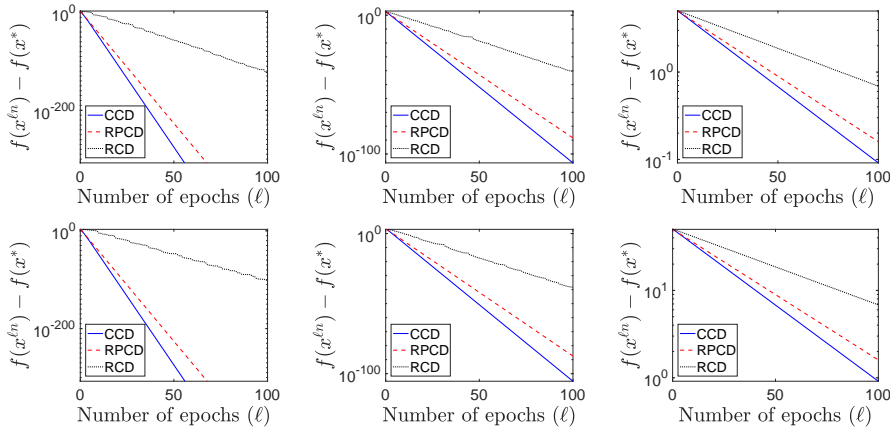 10^0
10^-200
f(x^{ℓn}) − f(x^*)
CCD
RPCD
RCD
0 50 100
Number of epochs (ℓ)
10^0
10^-100
f(x^{ℓn}) − f(x^*)
CCD
RPCD
RCD
0 50 100
Number of epochs (ℓ)
10^0
10^-1
f(x^{ℓn}) − f(x^*)
CCD
RPCD
RCD
0 50 100
Number of epochs (ℓ)
10^0
10^-200
f(x^{ℓn}) − f(x^*)
CCD
RPCD
RCD
0 50 100
Number of epochs (ℓ)
10^0
10^-100
f(x^{ℓn}) − f(x^*)
CCD
RPCD
RCD
0 50 100
Number of epochs (ℓ)
10^1
10^0
f(x^{ℓn}) − f(x^*)
CCD
RPCD
RCD
0 50 100
Number of epochs (ℓ)